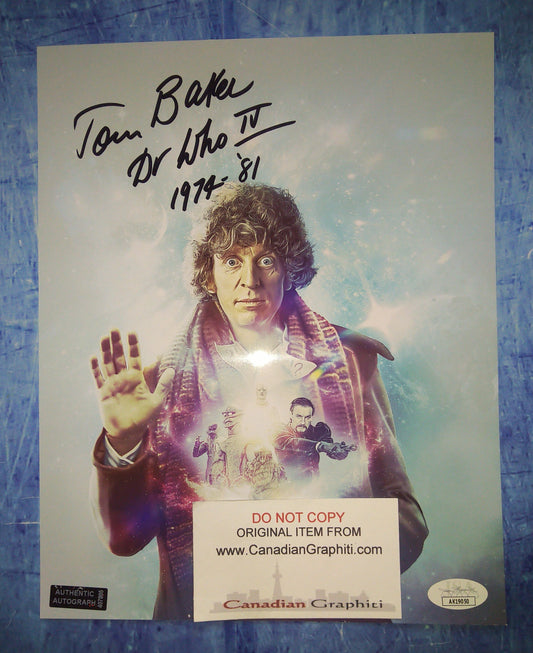 Tom Baker
Dr Who IV
1974-'81
?
DO NOT COPY
ORIGINAL ITEM FROM
www.CanadianGraphiti.com
Canadian Graphiti
AUTHENTIC
AUTOGRAPH
AK19050